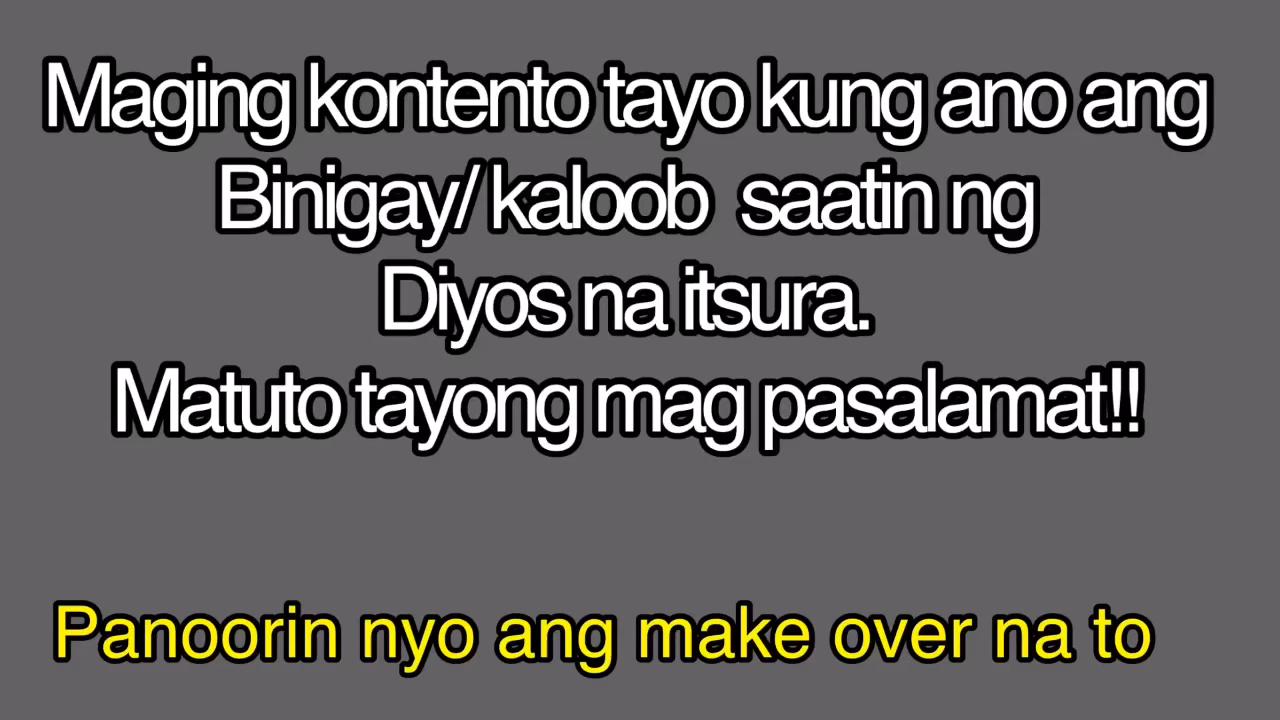 Maging kontento tayo kung ano ang
Binigay/ kaloob saatin ng
Diyos na itsura.
Matuto tayong mag pasalamat!!
Panoorin nyo ang make over na to